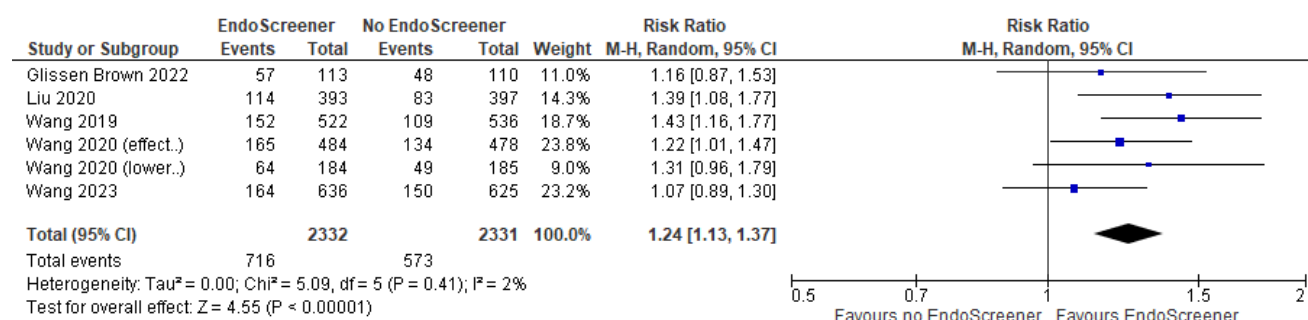 EndoScreener No EndoScreener Risk Ratio Risk Ratio
Study or Subgroup Events Total Events Total Weight M-H, Random, 95% CI M-H, Random, 95% CI
Glissen Brown 2022 57 113 48 110 11.0% 1.16 [0.87, 1.53]
Liu 2020 114 393 83 397 14.3% 1.39 [1.08, 1.77]
Wang 2019 152 522 109 536 18.7% 1.43 [1.16, 1.77]
Wang 2020 (effect..) 165 484 134 478 23.8% 1.22 [1.01, 1.47]
Wang 2020 (lower..) 64 184 49 185 9.0% 1.31 [0.96, 1.79]
Wang 2023 164 636 150 625 23.2% 1.07 [0.89, 1.30]
Total (95% CI) 2332 2331 100.0% 1.24 [1.13, 1.37]
Total events 716 573
Heterogeneity: Tau² = 0.00; Chi² = 5.09, df = 5 (P = 0.41); I² = 2%
Test for overall effect: Z = 4.55 (P < 0.00001)
0.5 0.7 1 1.5 2
Favours no EndoScreener Favours EndoScreener